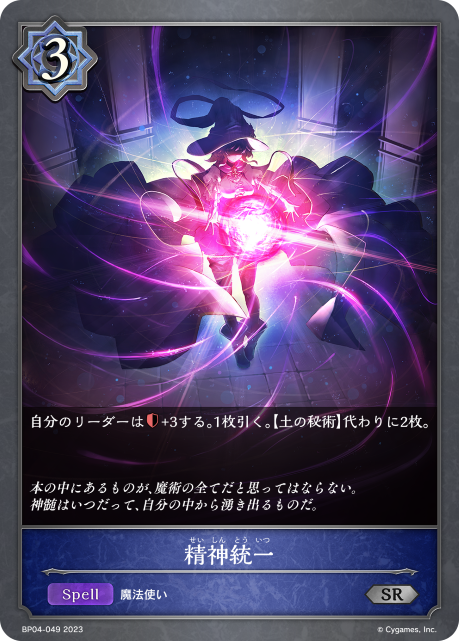 3
自分のリーダーは+3する。1枚引く。【土の秘術】代わりに2枚。
本の中にあるものが、魔術の全てだと思ってはならない。
神髄はいつだって、自分の中から湧き出るものだ。
せいしんとういつ
精神統一
Spell 魔法使い SR
BP04-049 2023 © Cygames, Inc.